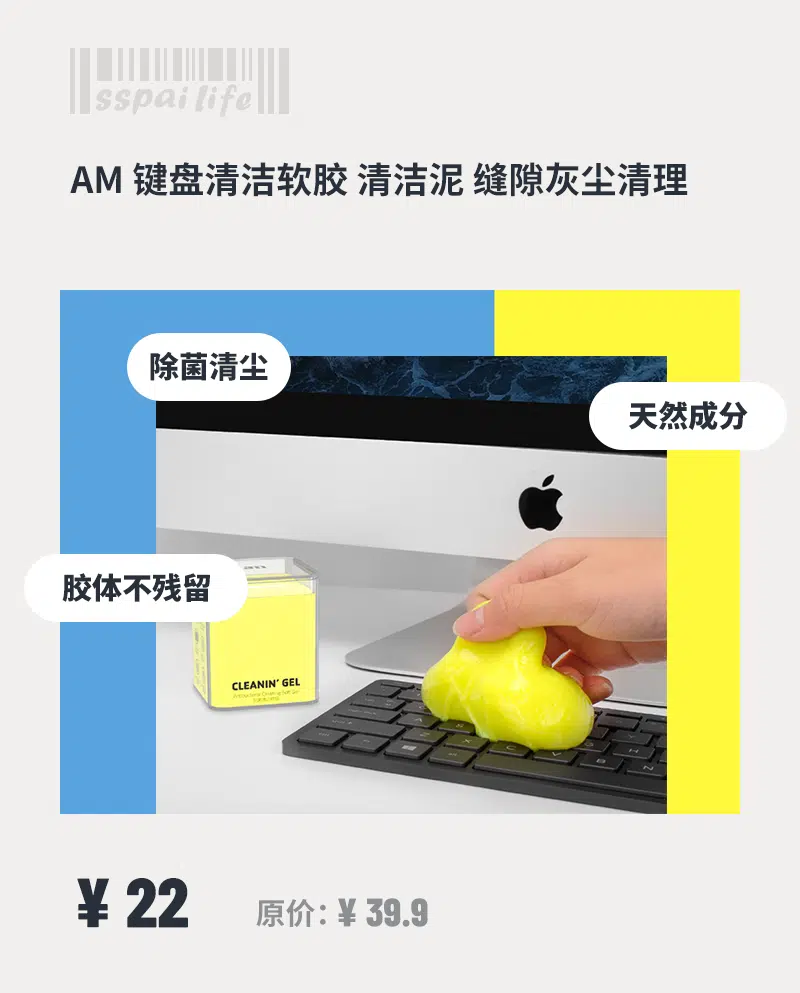 sspai life
AM 键盘清洁软胶 清洁泥 缝隙灰尘清理
除菌清尘
天然成分
胶体不残留
CLEANIN' GEL
¥ 22
原价：¥ 39.9